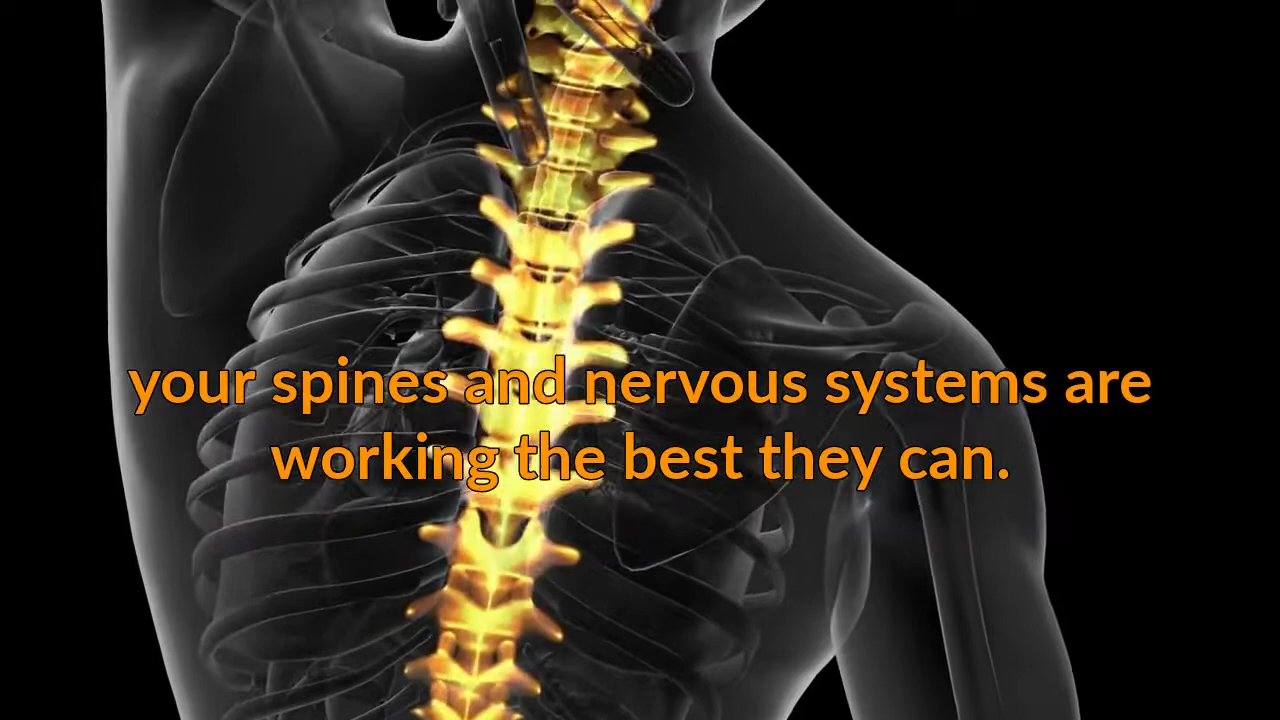 your spines and nervous systems are
working the best they can.